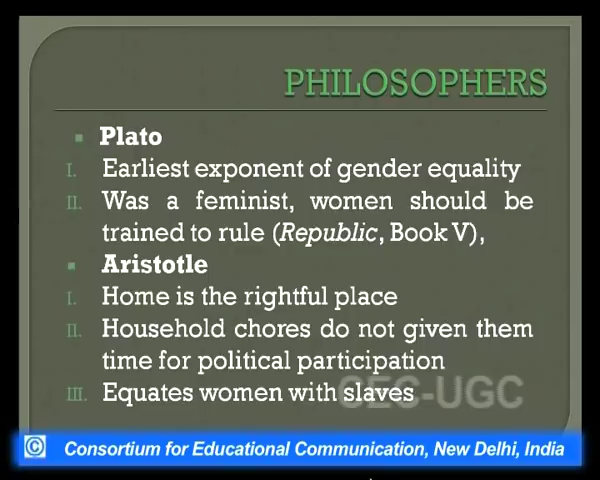 PHILOSOPHERS
▪ Plato
I. Earliest exponent of gender equality
II. Was a feminist, women should be
trained to rule (Republic, Book V),
▪ Aristotle
I. Home is the rightful place
II. Household chores do not given them
time for political participation
III. Equates women with slaves
CEC-UGC
© Consortium for Educational Communication, New Delhi, India